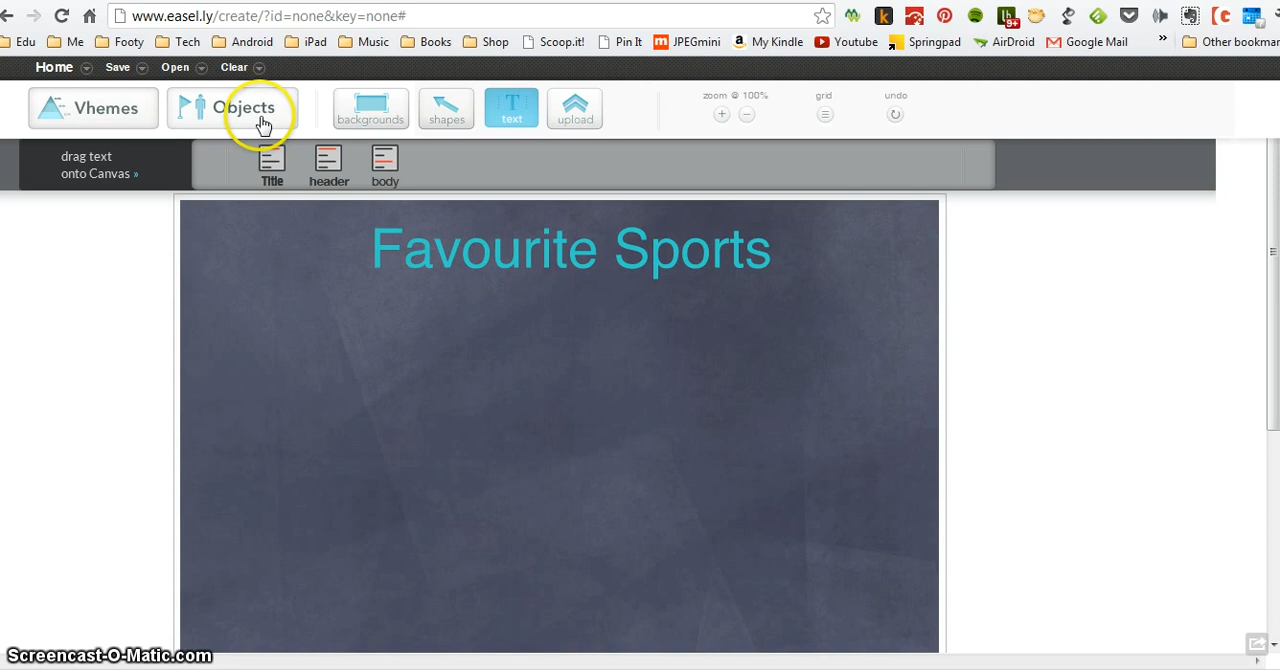 www.easel.ly/create/?id=none&key=none#
Edu Me Footy Tech Android iPad Music Books Shop Scoop.it! Pin It JPEGmini My Kindle Youtube Springpad AirDroid Google Mail » Other bookmar
Home Save Open Clear
Vhemes Objects backgrounds shapes text upload zoom @ 100% grid undo
drag text
onto Canvas »
Title header body
Favourite Sports
Screencast-O-Matic.com